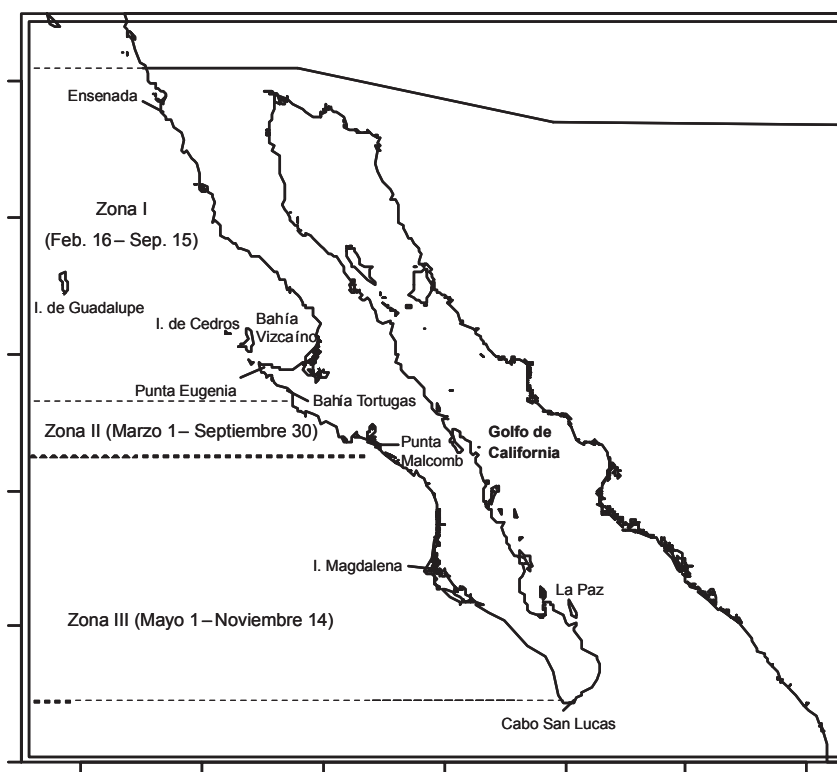 Ensenada
Zona I
(Feb. 16 – Sep. 15)
I. de Guadalupe
I. de Cedros
Bahía
Vizcaíno
Punta Eugenia
Bahía Tortugas
Zona II (Marzo 1 – Septiembre 30)
Punta
Malcomb
Golfo de
California
I. Magdalena
La Paz
Zona III (Mayo 1 – Noviembre 14)
Cabo San Lucas